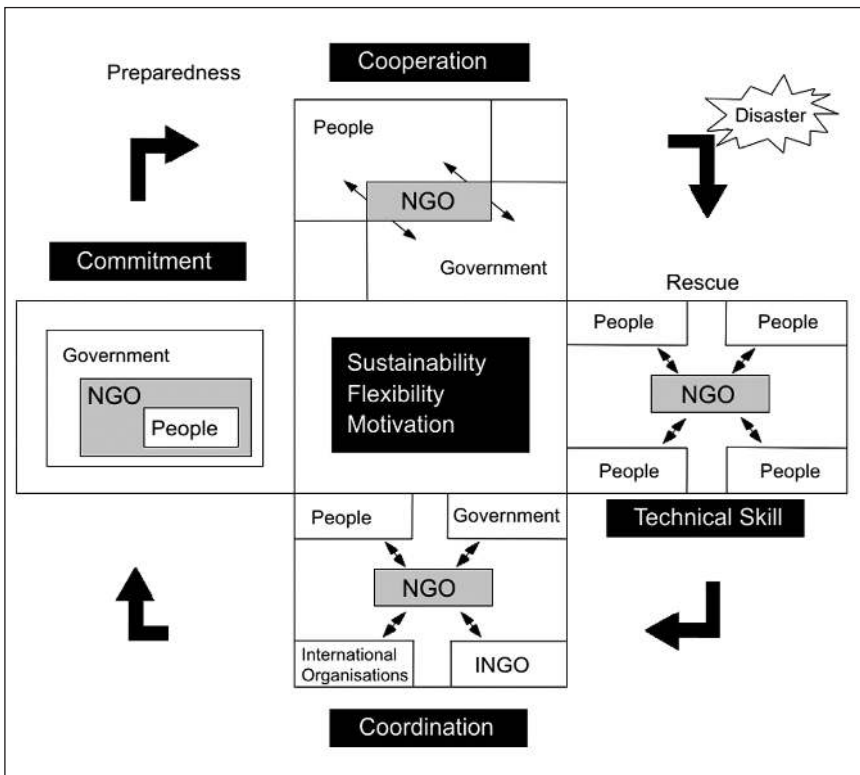 Cooperation
Preparedness
Disaster
People
NGO
Government
Commitment
Rescue
Government
NGO
People
Sustainability
Flexibility
Motivation
People
People
NGO
People
People
Technical Skill
People
Government
NGO
International
Organisations
INGO
Coordination